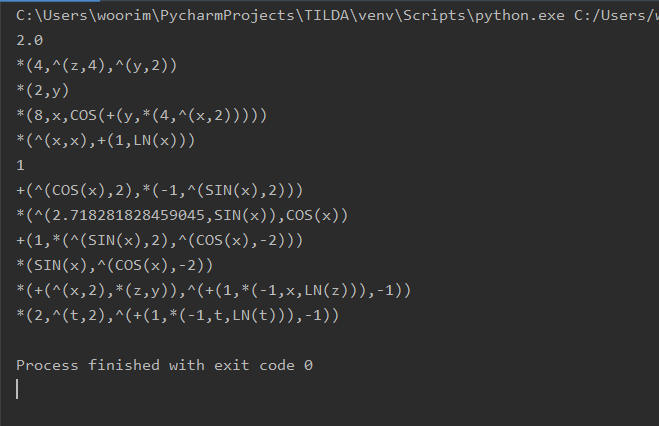 C:\Users\woorim\PycharmProjects\TILDA\venv\Scripts\python.exe C:/Users/
2.0
*(4,^(z,4),^(y,2))
*(2,y)
*(8,x,COS(+(y,*(4,^(x,2)))))
*(^(x,x),+(1,LN(x)))
1
+(^(COS(x),2),*(-1,^(SIN(x),2)))
*(^(2.718281828459045,SIN(x)),COS(x))
+(1,*(^(SIN(x),2),^(COS(x),-2)))
*(SIN(x),^(COS(x),-2))
*(+(^(x,2),*(z,y)),^(+(1,*(-1,x,LN(z))),-1))
*(2,^(t,2),^(+(1,*(-1,t,LN(t))),-1))
Process finished with exit code 0